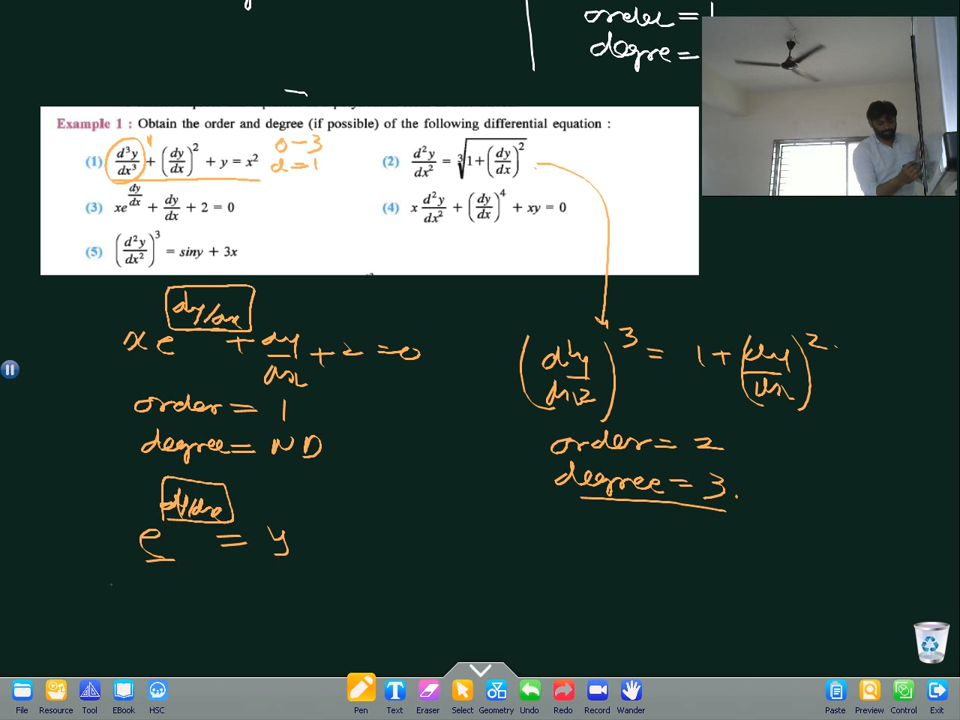 order = 1
degree =
Example 1 : Obtain the order and degree (if possible) of the following differential equation :
(1) d³y/dx³ + (dy/dx)² + y = x²
o – 3
d = 1
(2) d²y/dx² = ∛(1 + (dy/dx)²)
(3) xe^(dy/dx) + dy/dx + 2 = 0
(4) x d²y/dx² + (dy/dx)⁴ + xy = 0
(5) (d²y/dx²)³ = siny + 3x
xe^(dy/dx) + dy/dx + 2 = 0
order = 1
degree = ND
e^(dy/dx) = y
(d²y/dx²)³ = 1 + (dy/dx)².
order = 2
degree = 3.
File Resource Tool EBook HSC Pen Text Eraser Select Geometry Undo Redo Record Wander Paste Preview Control Exit